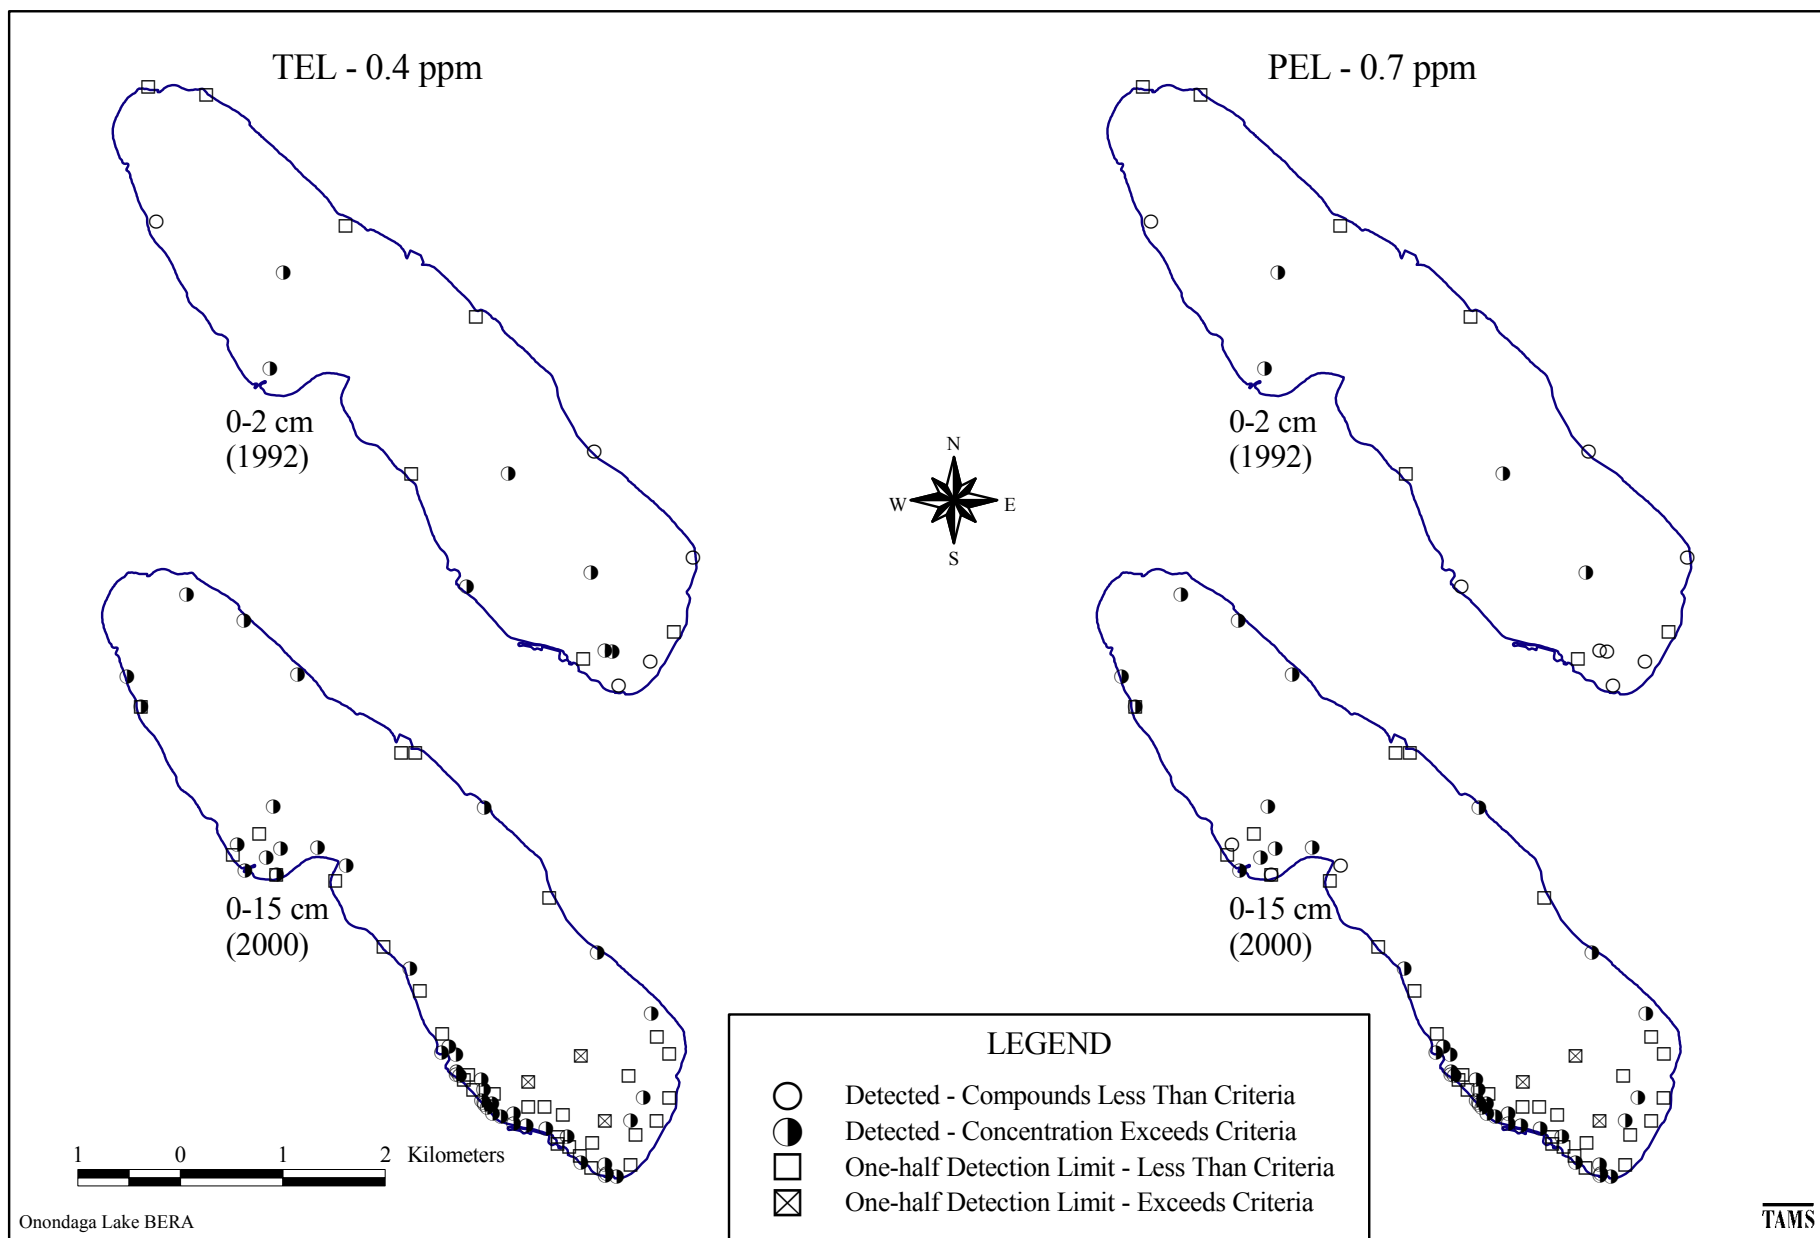 TEL - 0.4 ppm
PEL - 0.7 ppm
0-2 cm
(1992)
0-2 cm
(1992)
N
W
E
S
0-15 cm
(2000)
0-15 cm
(2000)
LEGEND
Detected - Compounds Less Than Criteria
Detected - Concentration Exceeds Criteria
One-half Detection Limit - Less Than Criteria
One-half Detection Limit - Exceeds Criteria
1 0 1 2 Kilometers
Onondaga Lake BERA
TAMS